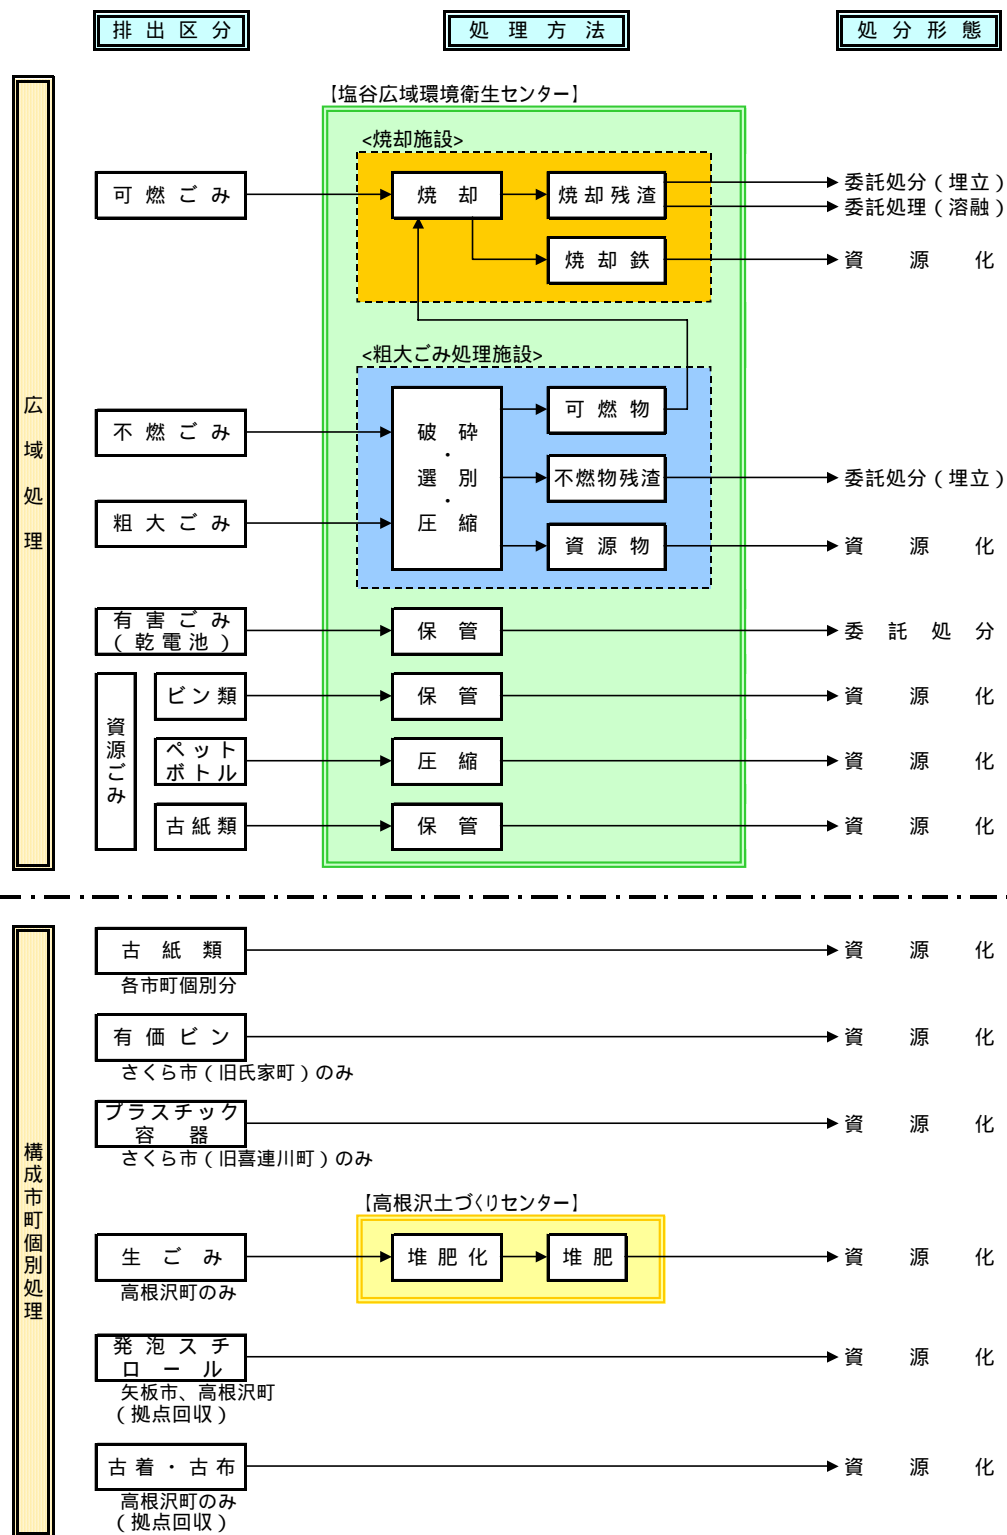 排出区分
処理方法
処分形態
広域処理
【塩谷広域環境衛生センター】
<焼却施設>
可燃ごみ
焼却
焼却残渣
委託処分(埋立)
委託処理(溶融)
焼却鉄
資源化
<粗大ごみ処理施設>
不燃ごみ
粗大ごみ
破砕
・
選別
・
圧縮
可燃物
不燃物残渣
委託処分(埋立)
資源物
資源化
有害ごみ
(乾電池)
保管
委託処分
資源ごみ
ビン類
保管
資源化
ペット
ボトル
圧縮
資源化
古紙類
保管
資源化
構成市町個別処理
古紙類
資源化
各市町個別分
有価ビン
資源化
さくら市(旧氏家町)のみ
プラスチック
容器
資源化
さくら市(旧喜連川町)のみ
【高根沢土づくりセンター】
生ごみ
堆肥化
堆肥
資源化
高根沢町のみ
発泡スチ
ロール
資源化
矢板市、高根沢町
(拠点回収)
古着・古布
資源化
高根沢町のみ
(拠点回収)